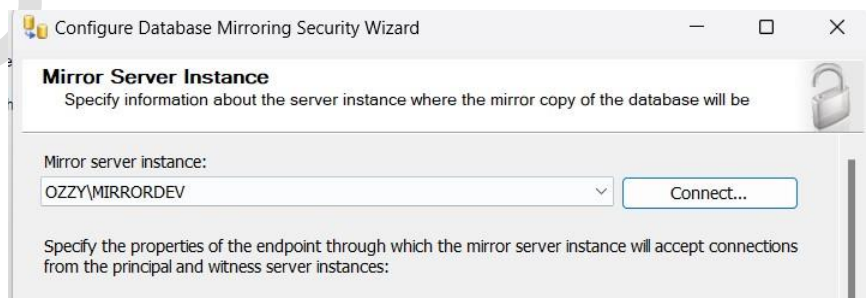 Configure Database Mirroring Security Wizard
Mirror Server Instance
Specify information about the server instance where the mirror copy of the database will be
Mirror server instance:
OZZY\MIRRORDEV
Connect...
Specify the properties of the endpoint through which the mirror server instance will accept connections
from the principal and witness server instances: